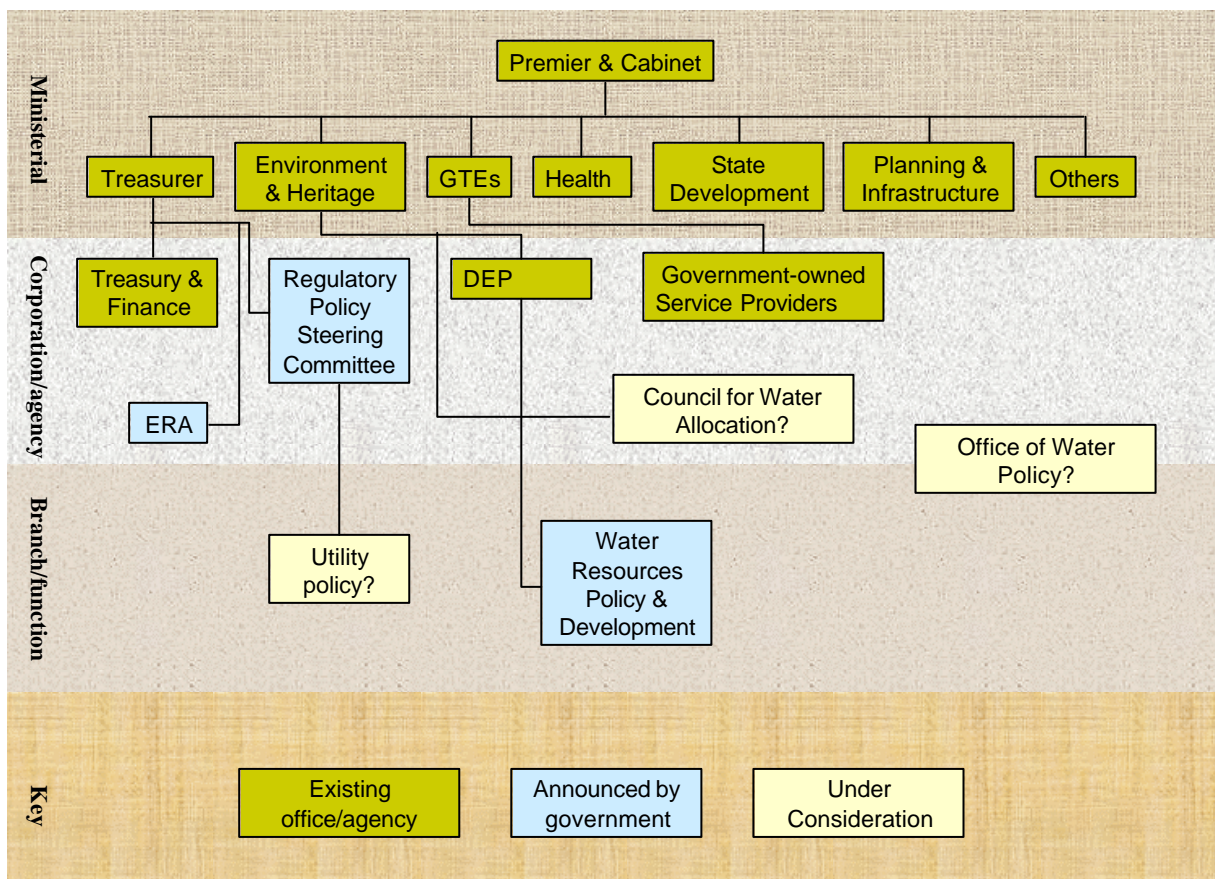 Ministerial
Premier & Cabinet
Treasurer
Environment
& Heritage
GTEs
Health
State
Development
Planning &
Infrastructure
Others
Corporation/agency
Treasury &
Finance
Regulatory
Policy
Steering
Committee
DEP
Government-owned
Service Providers
ERA
Council for Water
Allocation?
Office of Water
Policy?
Branch/function
Utility
policy?
Water
Resources
Policy &
Development
Key
Existing
office/agency
Announced by
government
Under
Consideration